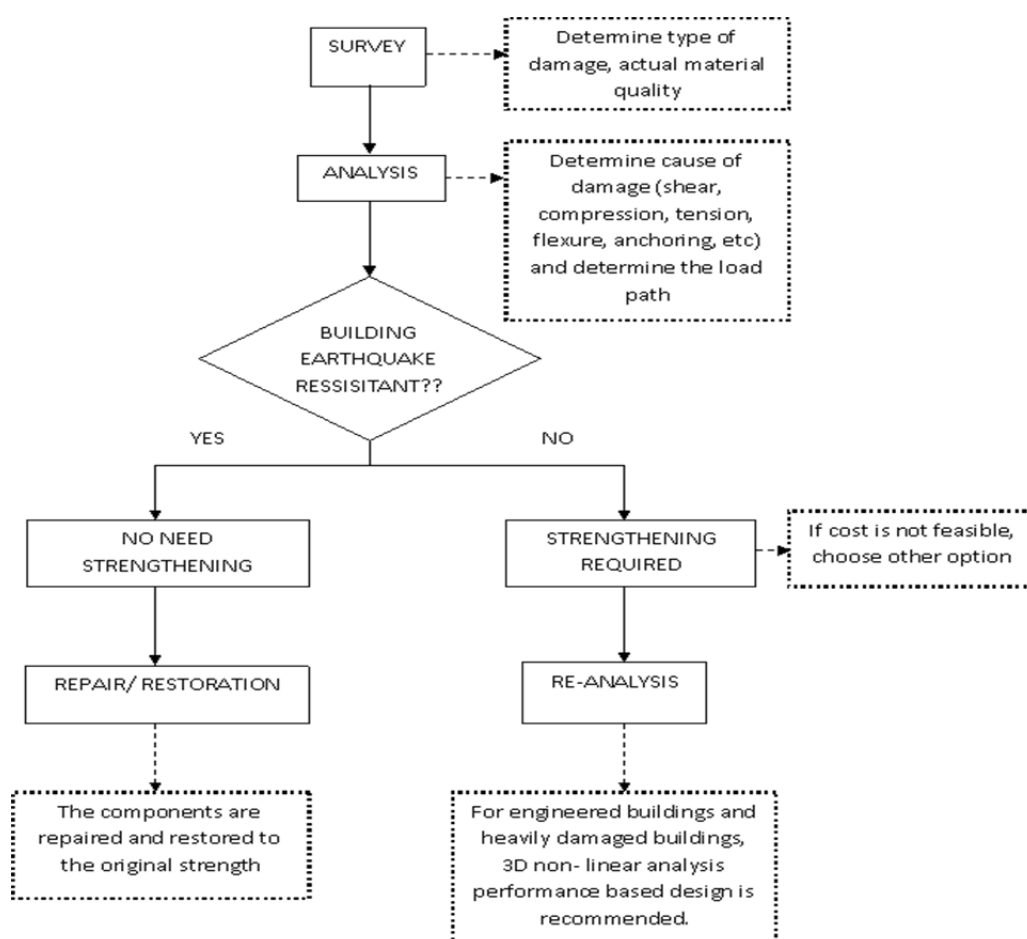 SURVEY
Determine type of
damage, actual material
quality
ANALYSIS
Determine cause of
damage (shear,
compression, tension,
flexure, anchoring, etc)
and determine the load
path
BUILDING
EARTHQUAKE
RESSISITANT??
YES
NO
NO NEED
STRENGTHENING
STRENGTHENING
REQUIRED
If cost is not feasible,
choose other option
REPAIR/ RESTORATION
RE-ANALYSIS
The components are
repaired and restored to
the original strength
For engineered buildings and
heavily damaged buildings,
3D non- linear analysis
performance based design is
recommended.